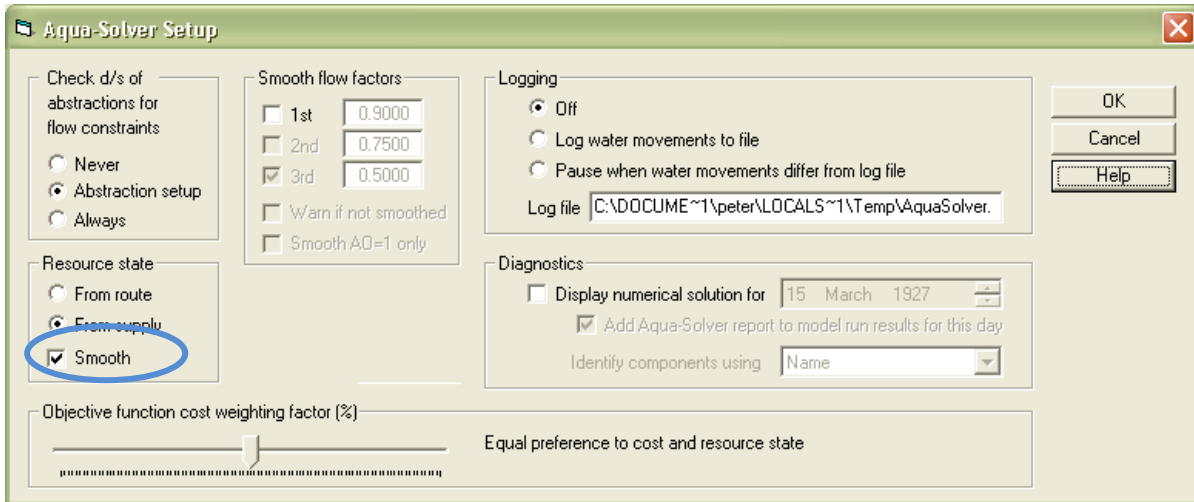 Aqua-Solver Setup
Check d/s of
abstractions for
flow constraints
Never
Abstraction setup
Always
Smooth flow factors
1st 0.9000
2nd 0.7500
3rd 0.5000
Warn if not smoothed
Smooth AO=1 only
Logging
Off
Log water movements to file
Pause when water movements differ from log file
Log file C:\DOCUME~1\peter\LOCALS~1\Temp\AquaSolver.
OK
Cancel
Help
Resource state
From route
From supply
Smooth
Diagnostics
Display numerical solution for 15 March 1927
Add Aqua-Solver report to model run results for this day
Identify components using Name
Objective function cost weighting factor (%)
Equal preference to cost and resource state